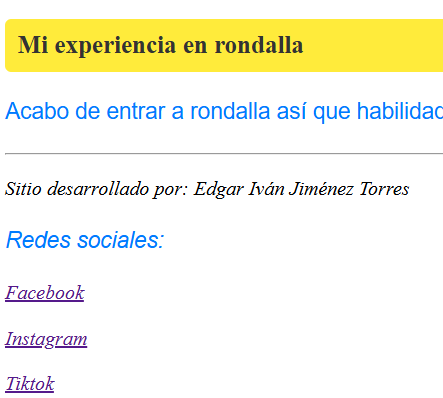 Mi experiencia en rondalla
Acabo de entrar a rondalla así que
Sitio desarrollado por: Edgar Iván Jiménez Torres
Redes sociales:
Facebook
Instagram
Tiktok